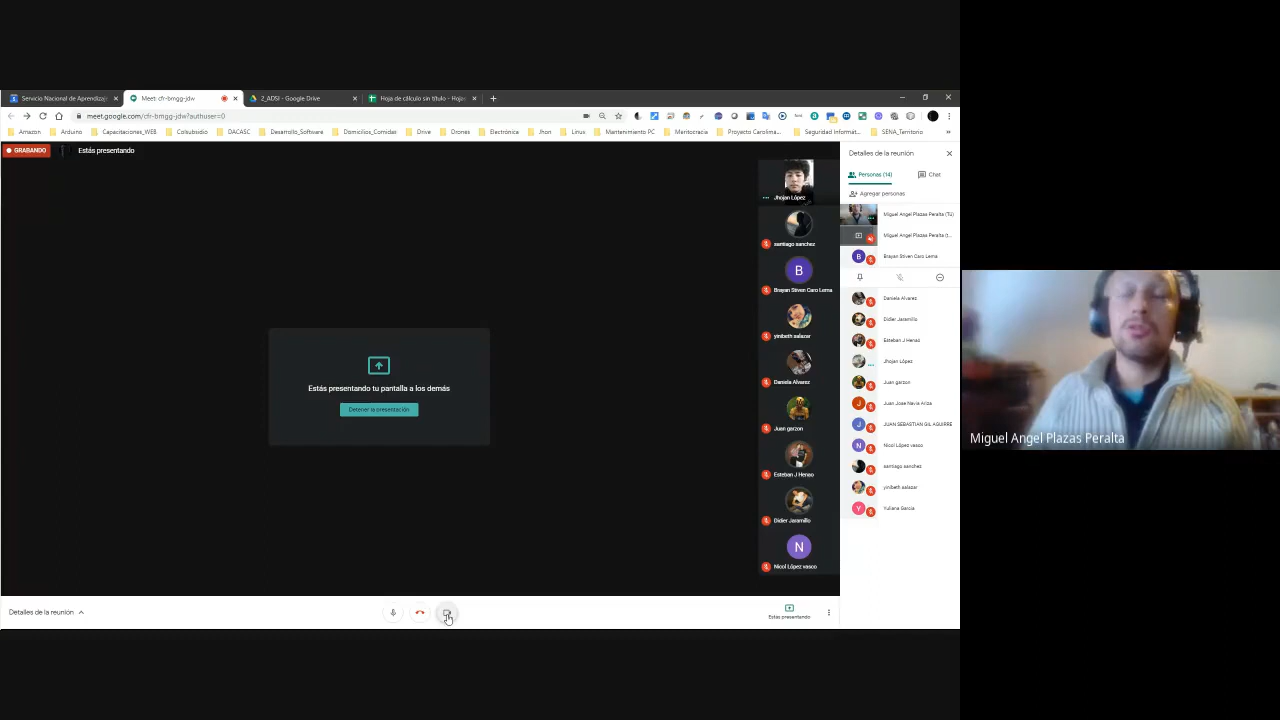 Servicio Nacional de Aprendizaj
Meet: cfr-bmgg-jdw
2_ADSI - Google Drive
Hoja de cálculo sin título - Hoja
meet.google.com/cfr-bmgg-jdw?authuser=0
Amazon
Arduino
Capacitaciones_WEB
Colsubsidio
DACASC
Desarrollo_Software
Domicilios_Comidas
Drive
Drones
Electrónica
Jhon
Linux
Mantenimiento PC
Meritocracia
Proyecto Carolina...
Seguridad Informát...
SENA_Territorio
GRABANDO
Estás presentando
Detalles de la reunión
Personas (14)
Chat
Agregar personas
Miguel Angel Plazas Peralta (Tú)
Miguel Angel Plazas Peralta (t...
Brayan Stiven Caro Lema
Daniela Alvarez
Didier Jaramillo
Esteban J Henao
Jhojan López
Juan garzon
Juan Jose Navia Ariza
JUAN SEBASTIAN GIL AGUIRRE
Nicol López vasco
santiago sanchez
yinibeth salazar
Yuliana Garcia
Jhojan López
santiago sanchez
B
Brayan Stiven Caro Lema
yinibeth salazar
Daniela Alvarez
Juan garzon
Esteban J Henao
Didier Jaramillo
N
Nicol López vasco
Estás presentando tu pantalla a los demás
Detener la presentación
Detalles de la reunión
Estás presentando
Miguel Angel Plazas Peralta